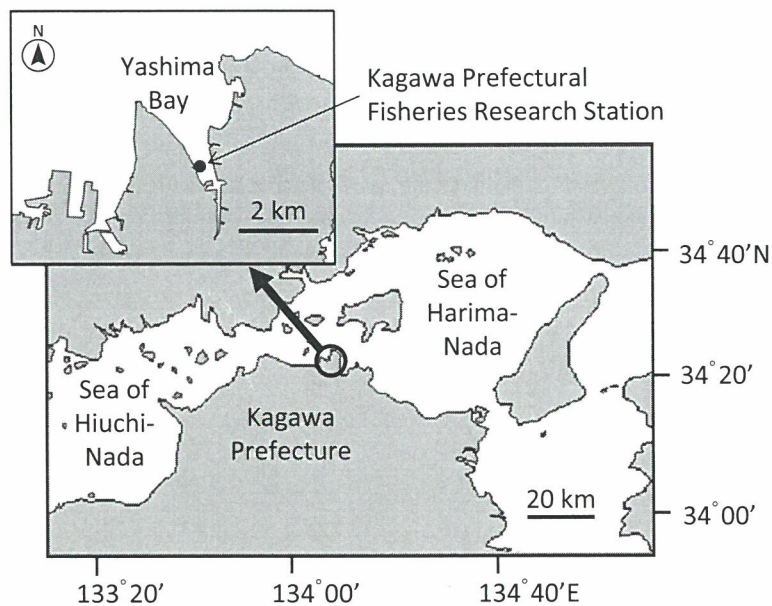 N
Yashima
Bay
Kagawa Prefectural
Fisheries Research Station
2 km
34°40'N
Sea of
Harima-
Nada
34°20'
Sea of
Hiuchi-
Nada
Kagawa
Prefecture
20 km
34°00'
133°20' 134°00' 134°40'E